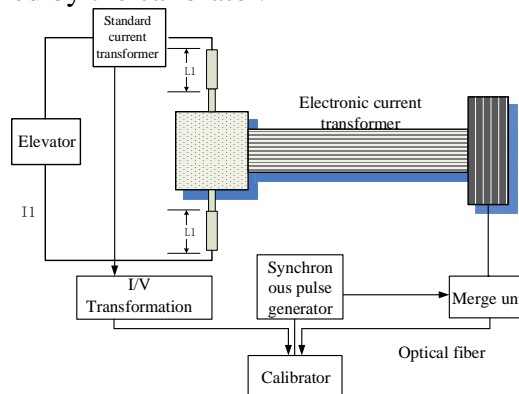 Standard
current
transformer
L1
Electronic current
transformer
Elevator
I1
L1
I/V
Transformation
Synchron
ous pulse
generator
Merge uni
Optical fiber
Calibrator